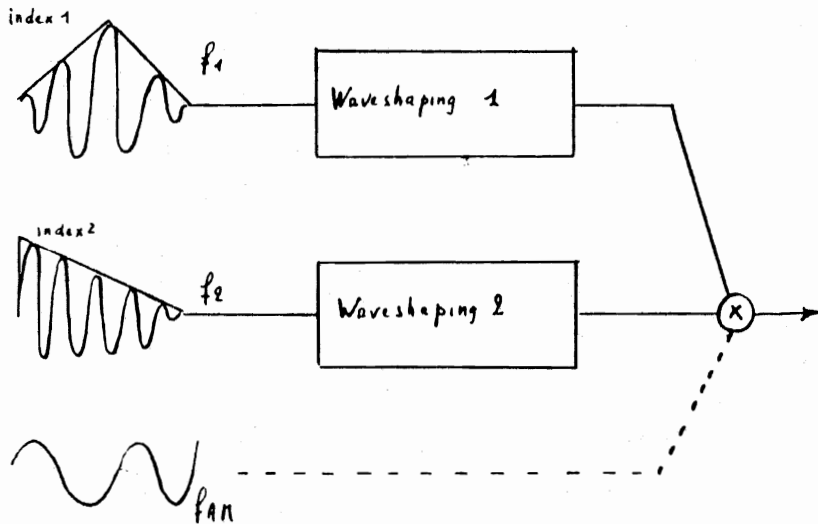 index 1
f1
Waveshaping 1
index 2
f2
Waveshaping 2
x
fAM